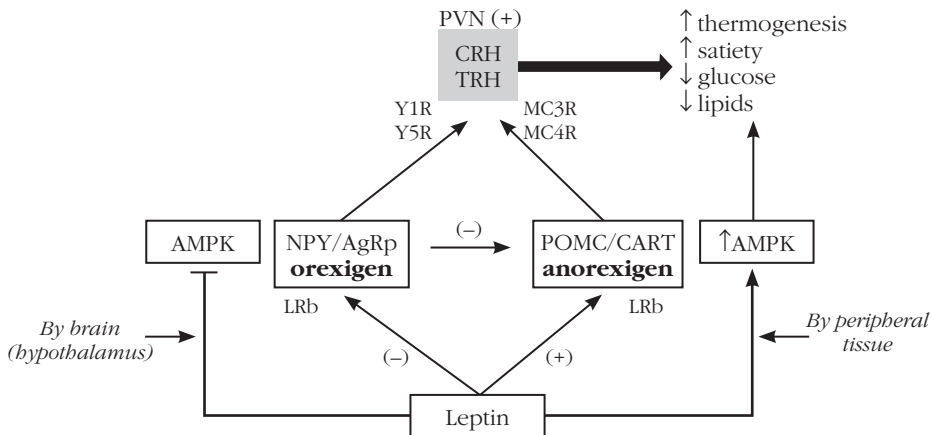 PVN (+)
CRH
TRH
↑ thermogenesis
↑ satiety
↓ glucose
↓ lipids
Y1R
Y5R
MC3R
MC4R
AMPK
NPY/AgRp
orexigen
(–)
POMC/CART
anorexigen
↑AMPK
LRb
LRb
By brain
(hypothalamus)
(–)
(+)
By peripheral
tissue
Leptin